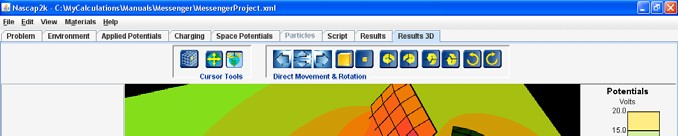 Nascap2k - C:\MyCalculations\Manuals\Messenger\MessengerProject.xml
File Edit View Materials Help
Problem Environment Applied Potentials Charging Space Potentials Particles Script Results Results 3D
Cursor Tools Direct Movement & Rotation
Potentials
Volts
20.0
15.0